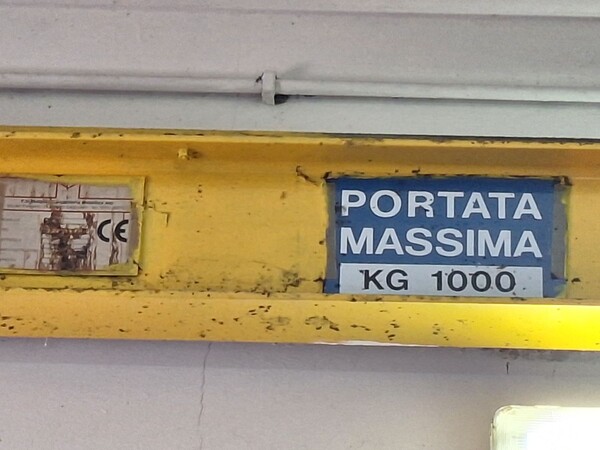 CE
PORTATA
MASSIMA
KG 1000